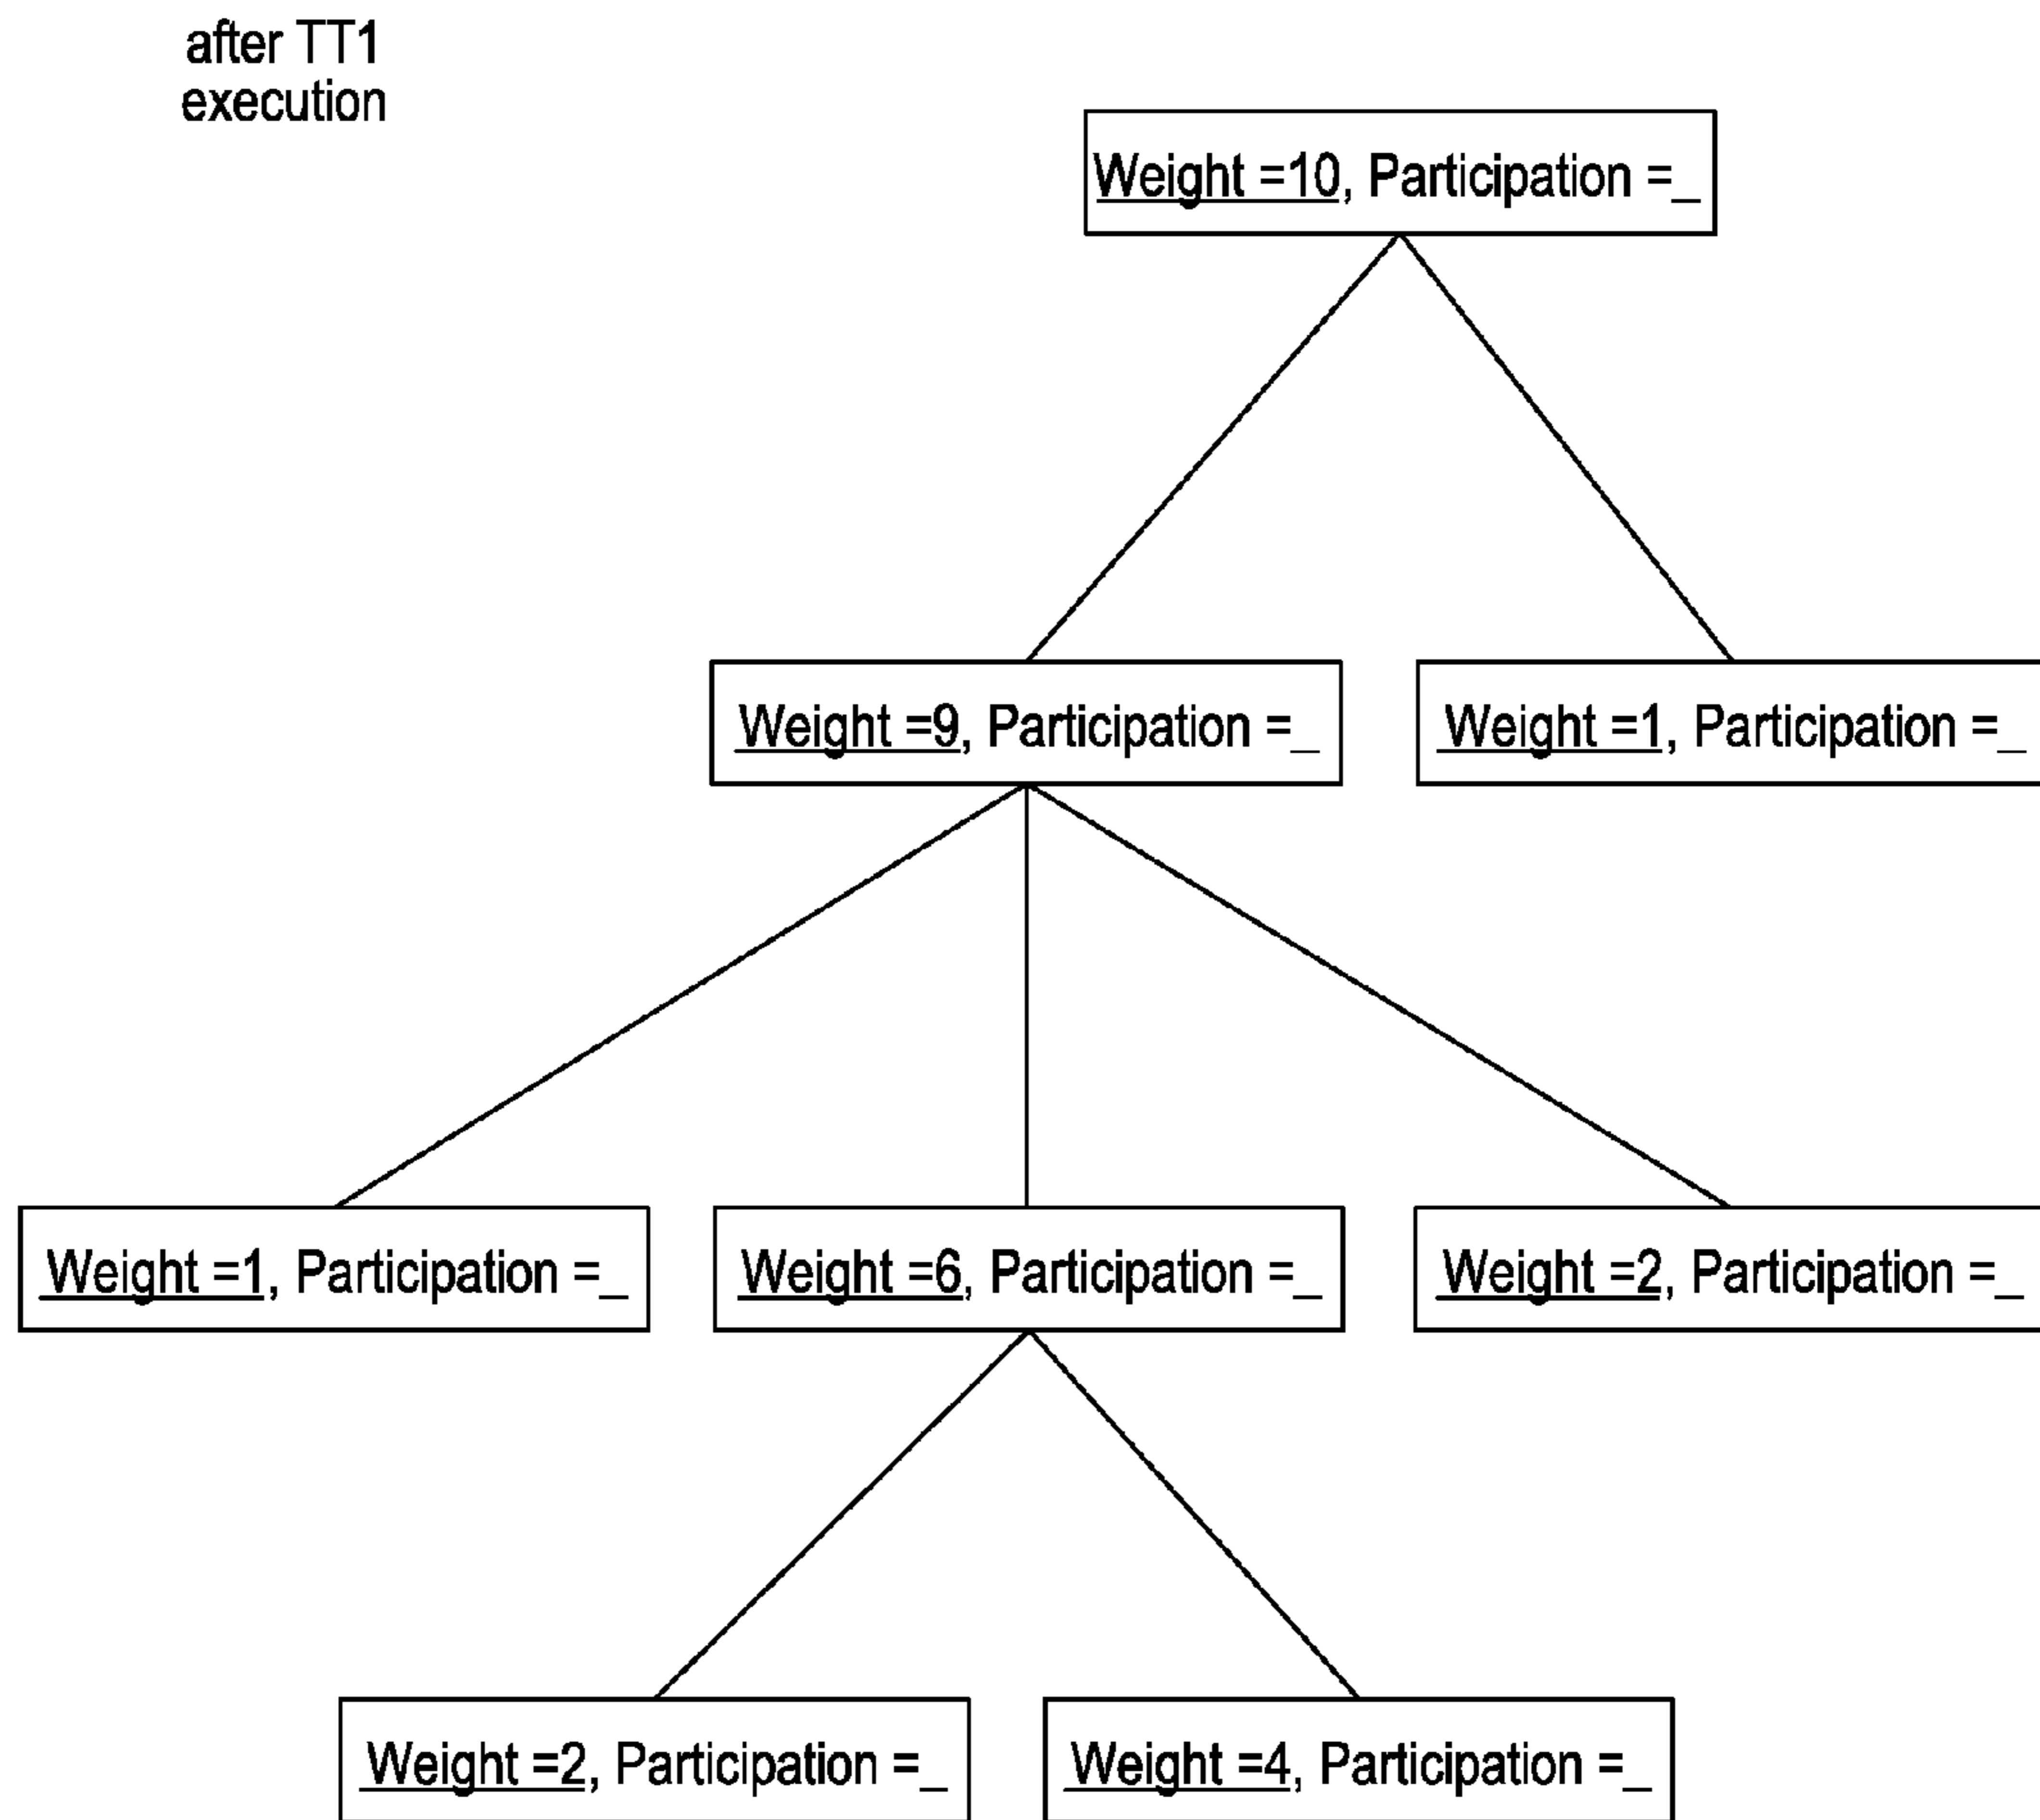 after TT1
execution
Weight =10, Participation =_
Weight =9, Participation =_
Weight =1, Participation =_
Weight =1, Participation =_
Weight =6, Participation =_
Weight =2, Participation =_
Weight =2, Participation =_
Weight =4, Participation =_